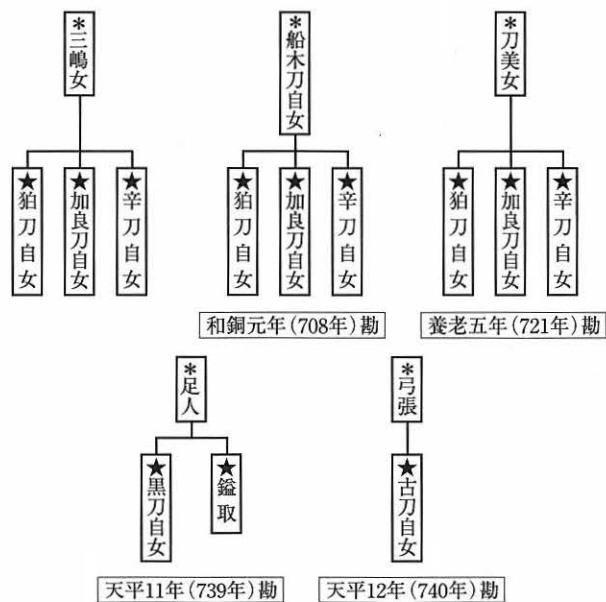 *三嶋女
★狛刀自女
★加良刀自女
★辛刀自女
*船木刀自女
★狛刀自女
★加良刀自女
★辛刀自女
和銅元年(708年)勘
*刀美女
★狛刀自女
★加良刀自女
★辛刀自女
養老五年(721年)勘
*足人
★黒刀自女
★鎰取
天平11年(739年)勘
*弓張
★古刀自女
天平12年(740年)勘